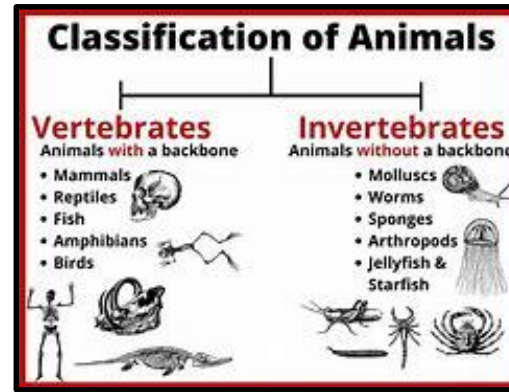 Classification of Animals
Vertebrates
Animals with a backbone
• Mammals
• Reptiles
• Fish
• Amphibians
• Birds
Invertebrates
Animals without a backbone
• Molluscs
• Worms
• Sponges
• Arthropods
• Jellyfish &
Starfish